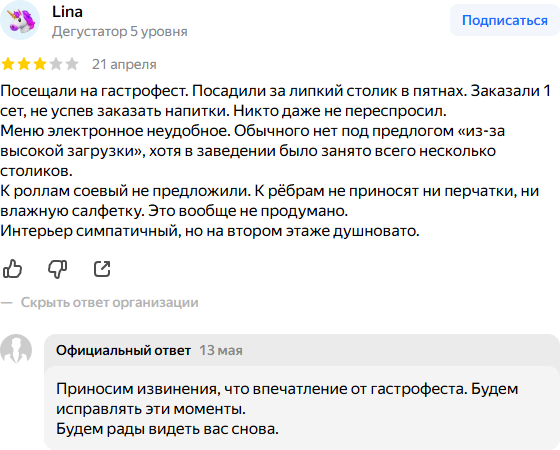 Lina
Дегустатор 5 уровня
Подписаться
21 апреля
Посещали на гастрофест. Посадили за липкий столик в пятнах. Заказали 1
сет, не успев заказать напитки. Никто даже не переспросил.
Меню электронное неудобное. Обычного нет под предлогом «из-за
высокой загрузки», хотя в заведении было занято всего несколько
столиков.
К роллам соевый не предложили. К рёбрам не приносят ни перчатки, ни
влажную салфетку. Это вообще не продумано.
Интерьер симпатичный, но на втором этаже душновато.
— Скрыть ответ организации
Официальный ответ 13 мая
Приносим извинения, что впечатление от гастрофеста. Будем
исправлять эти моменты.
Будем рады видеть вас снова.